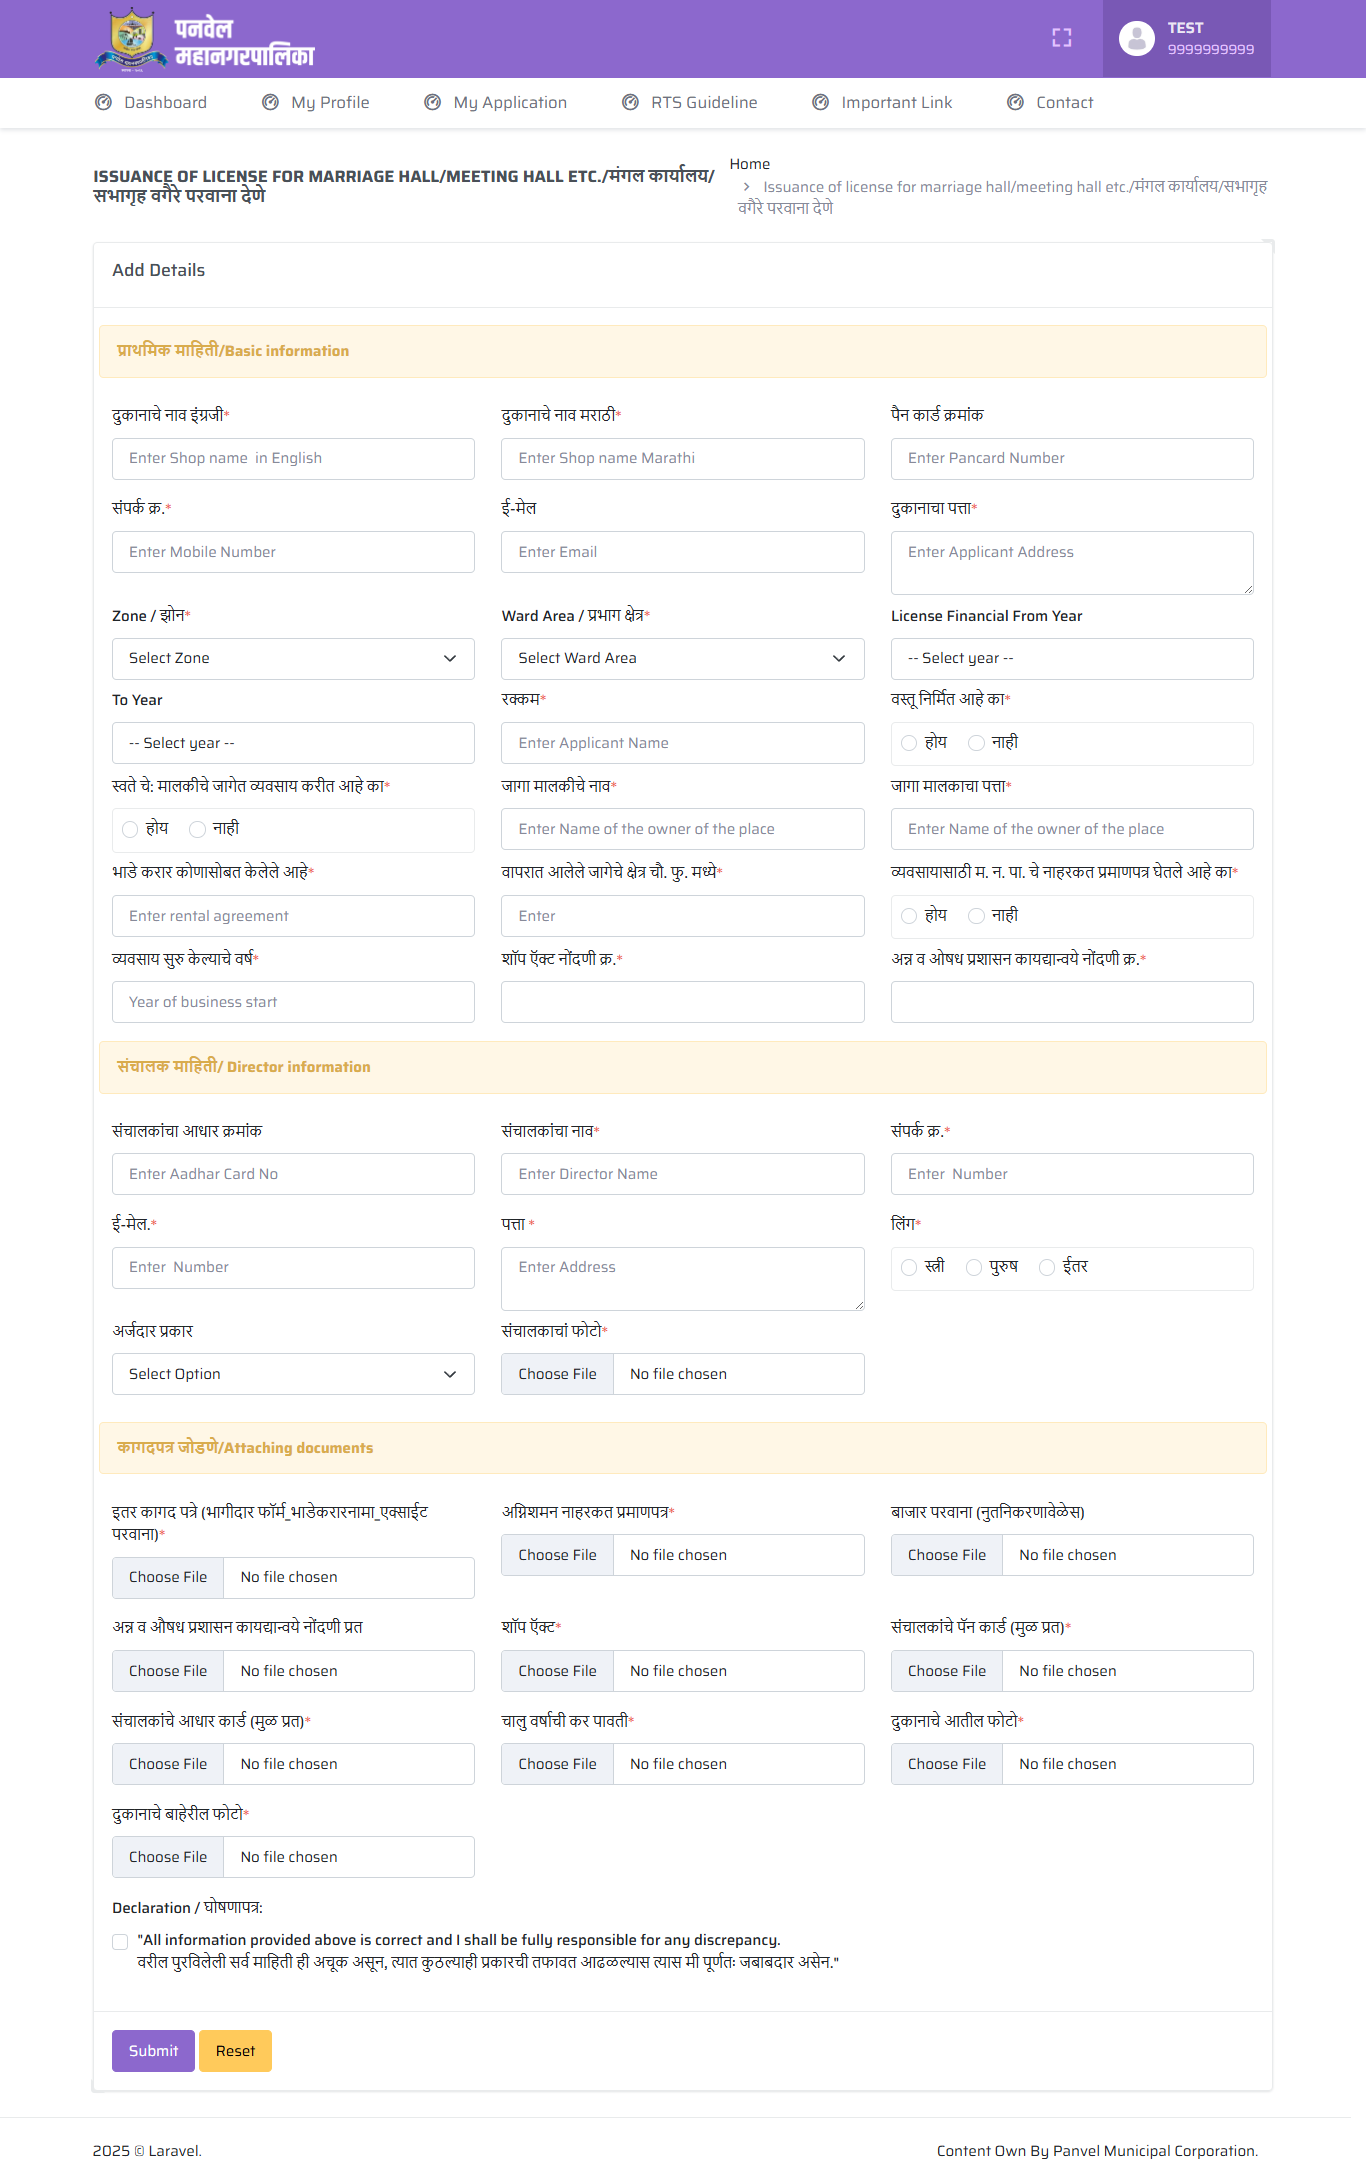 पनवेल
महानगरपालिका
TEST
9999999999
Dashboard
My Profile
My Application
RTS Guideline
Important Link
Contact
ISSUANCE OF LICENSE FOR MARRIAGE HALL/MEETING HALL ETC./मंगल कार्यालय/
सभागृह वगैरे परवाना देणे
Home
Issuance of license for marriage hall/meeting hall etc./मंगल कार्यालय/सभागृह
वगैरे परवाना देणे
Add Details
प्राथमिक माहिती/Basic information
दुकानाचे नाव इंग्रजी*
दुकानाचे नाव मराठी*
पैन कार्ड क्रमांक
Enter Shop name  in English
Enter Shop name Marathi
Enter Pancard Number
संपर्क क्र.*
ई-मेल
दुकानाचा पत्ता*
Enter Mobile Number
Enter Email
Enter Applicant Address
Zone / झोन*
Ward Area / प्रभाग क्षेत्र*
License Financial From Year
Select Zone
Select Ward Area
-- Select year --
To Year
रक्कम*
वस्तू निर्मित आहे का*
-- Select year --
Enter Applicant Name
होय नाही
स्वते चे: मालकीचे जागेत व्यवसाय करीत आहे का*
जागा मालकीचे नाव*
जागा मालकाचा पत्ता*
होय नाही
Enter Name of the owner of the place
Enter Name of the owner of the place
भाडे करार कोणासोबत केलेले आहे*
वापरात आलेले जागेचे क्षेत्र चौ. फु. मध्ये*
व्यवसायासाठी म. न. पा. चे नाहरकत प्रमाणपत्र घेतले आहे का*
Enter rental agreement
Enter
होय नाही
व्यवसाय सुरु केल्याचे वर्ष*
शॉप ऍक्ट नोंदणी क्र.*
अन्न व ओषध प्रशासन कायद्यान्वये नोंदणी क्र.*
Year of business start
संचालक माहिती/ Director information
संचालकांचा आधार क्रमांक
संचालकांचा नाव*
संपर्क क्र.*
Enter Aadhar Card No
Enter Director Name
Enter  Number
ई-मेल.*
पत्ता *
लिंग*
Enter  Number
Enter Address
स्त्री पुरुष ईतर
अर्जदार प्रकार
संचालकाचां फोटो*
Select Option
Choose File No file chosen
कागदपत्र जोडणे/Attaching documents
इतर कागद पत्रे (भागीदार फॉर्म_भाडेकरारनामा_एक्साईट
परवाना)*
अग्निशमन नाहरकत प्रमाणपत्र*
बाजार परवाना (नुतनिकरणावेळेस)
Choose File No file chosen
Choose File No file chosen
Choose File No file chosen
अन्न व औषध प्रशासन कायद्यान्वये नोंदणी प्रत
शॉप ऍक्ट*
संचालकांचे पॅन कार्ड (मुळ प्रत)*
Choose File No file chosen
Choose File No file chosen
Choose File No file chosen
संचालकांचे आधार कार्ड (मुळ प्रत)*
चालु वर्षाची कर पावती*
दुकानाचे आतील फोटो*
Choose File No file chosen
Choose File No file chosen
Choose File No file chosen
दुकानाचे बाहेरील फोटो*
Choose File No file chosen
Declaration / घोषणापत्र:
"All information provided above is correct and I shall be fully responsible for any discrepancy.
वरील पुरविलेली सर्व माहिती ही अचूक असून, त्यात कुठल्याही प्रकारची तफावत आढळल्यास त्यास मी पूर्णतः जबाबदार असेन."
Submit
Reset
2025 © Laravel.
Content Own By Panvel Municipal Corporation.